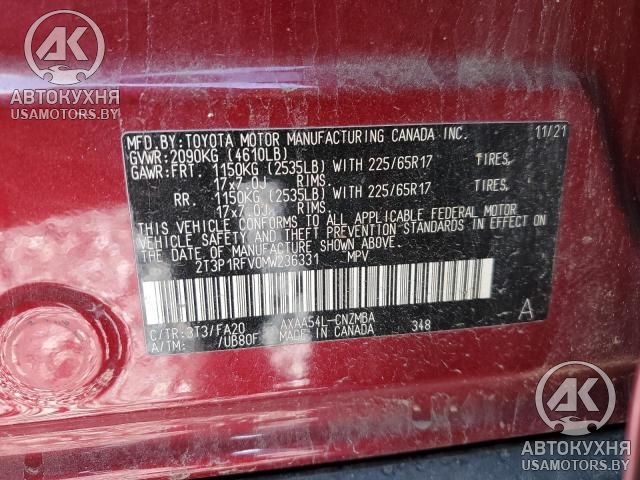 АВТОКУХНЯ
USAMOTORS.BY
MFD.BY:TOYOTA MOTOR MANUFACTURING CANADA INC. 11/21
GVWR:2090KG (4610LB)
GAWR:FRT. 1150KG (2535LB) WITH 225/65R17 TIRES,
17x7.0J RIMS,
RR. 1150KG (2535LB) WITH 225/65R17 TIRES,
17x7.0J RIMS.
THIS VEHICLE CONFORMS TO ALL APPLICABLE FEDERAL MOTOR
VEHICLE SAFETY AND THEFT PREVENTION STANDARDS IN EFFECT ON
THE DATE OF MANUFACTURE SHOWN ABOVE.
2T3P1RFV0MW236331 MPV
C/TR:3T3/FA20 AXAA54L-CNZMBA 348 A
A/TM: /UB80F MADE IN CANADA
АК
АВТОКУХНЯ
USAMOTORS.BY